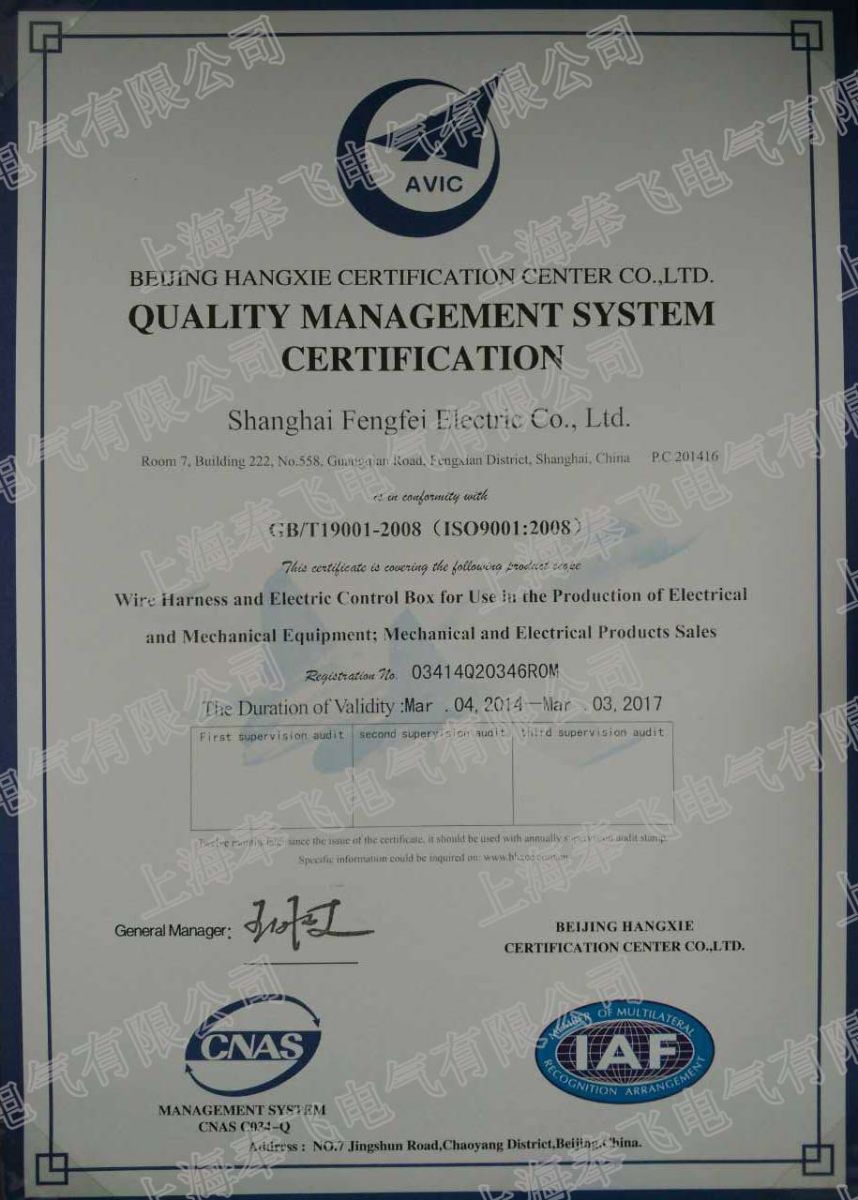 AVIC
BEIJING HANGXIE CERTIFICATION CENTER CO.,LTD.
QUALITY MANAGEMENT SYSTEM
CERTIFICATION
Shanghai Fengfei Electric Co., Ltd.
Room 7, Building 222, No.558, Road, Fengxian District, Shanghai, China P.C 201416
is in conformity with
GB/T19001-2008（ISO9001:2008）
This certificate is covering the following product scope
Wire Harness and Electric Control Box for Use in the Production of Electrical
and Mechanical Equipment; Mechanical and Electrical Products Sales
Registration No. 03414Q20346R0M
The Duration of Validity :Mar . 04, 2014—Mar . 03, 2017
First supervision audit second supervision audit third supervision audit
Twelve since the issue of the certificate, it should be used with annually audit stamp.
Specific information could be inquired on:
General Manager:
BEIJING HANGXIE
CERTIFICATION CENTER CO.,LTD.
CNAS
MEMBER OF MULTILATERAL
IAF
RECOGNITION ARRANGEMENT
MANAGEMENT SYSTEM
CNAS C034-Q
Address : NO.7 Jingshun Road,Chaoyang District,Beijing,China.
上海奉飞电气有限公司